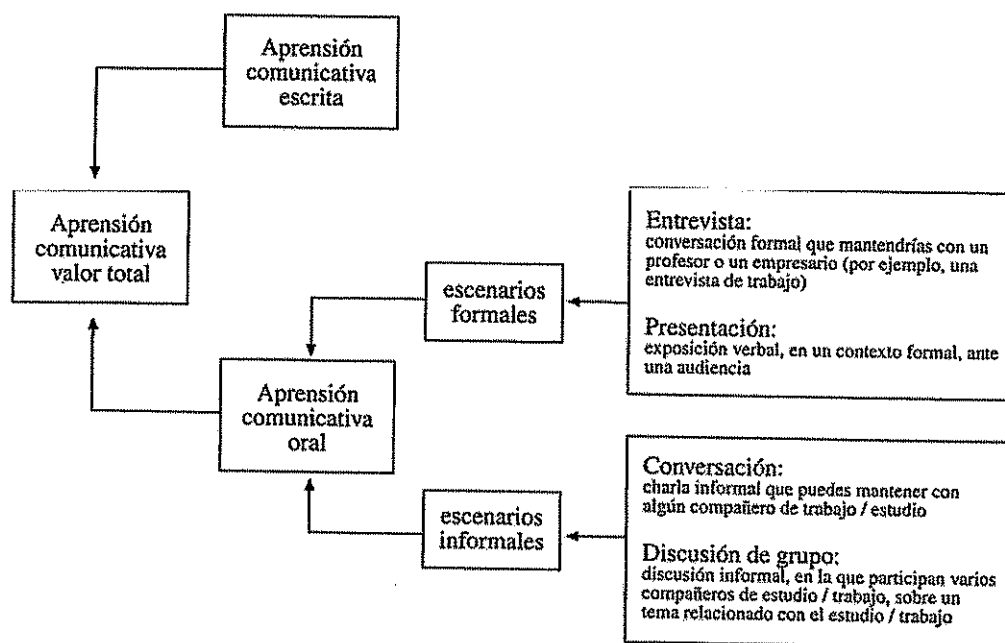 Aprensión
comunicativa
escrita
Aprensión
comunicativa
valor total
Entrevista:
conversación formal que mantendrías con un
profesor o un empresario (por ejemplo, una
entrevista de trabajo)
Presentación:
exposición verbal, en un contexto formal, ante
una audiencia
escenarios
formales
Aprensión
comunicativa
oral
Conversación:
charla informal que puedes mantener con
algún compañero de trabajo / estudio
Discusión de grupo:
discusión informal, en la que participan varios
compañeros de estudio / trabajo, sobre un
tema relacionado con el estudio / trabajo
escenarios
informales